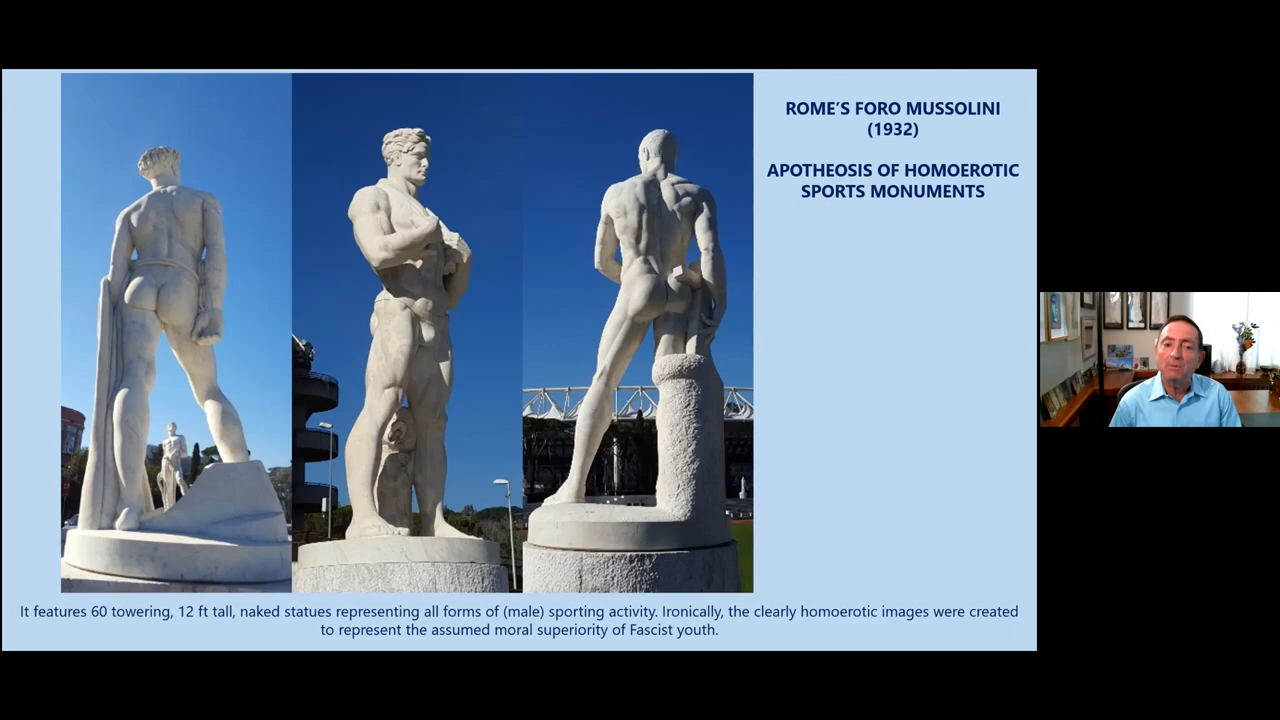 ROME'S FORO MUSSOLINI
(1932)
APOTHEOSIS OF HOMOEROTIC
SPORTS MONUMENTS
It features 60 towering, 12 ft tall, naked statues representing all forms of (male) sporting activity. Ironically, the clearly homoerotic images were created
to represent the assumed moral superiority of Fascist youth.